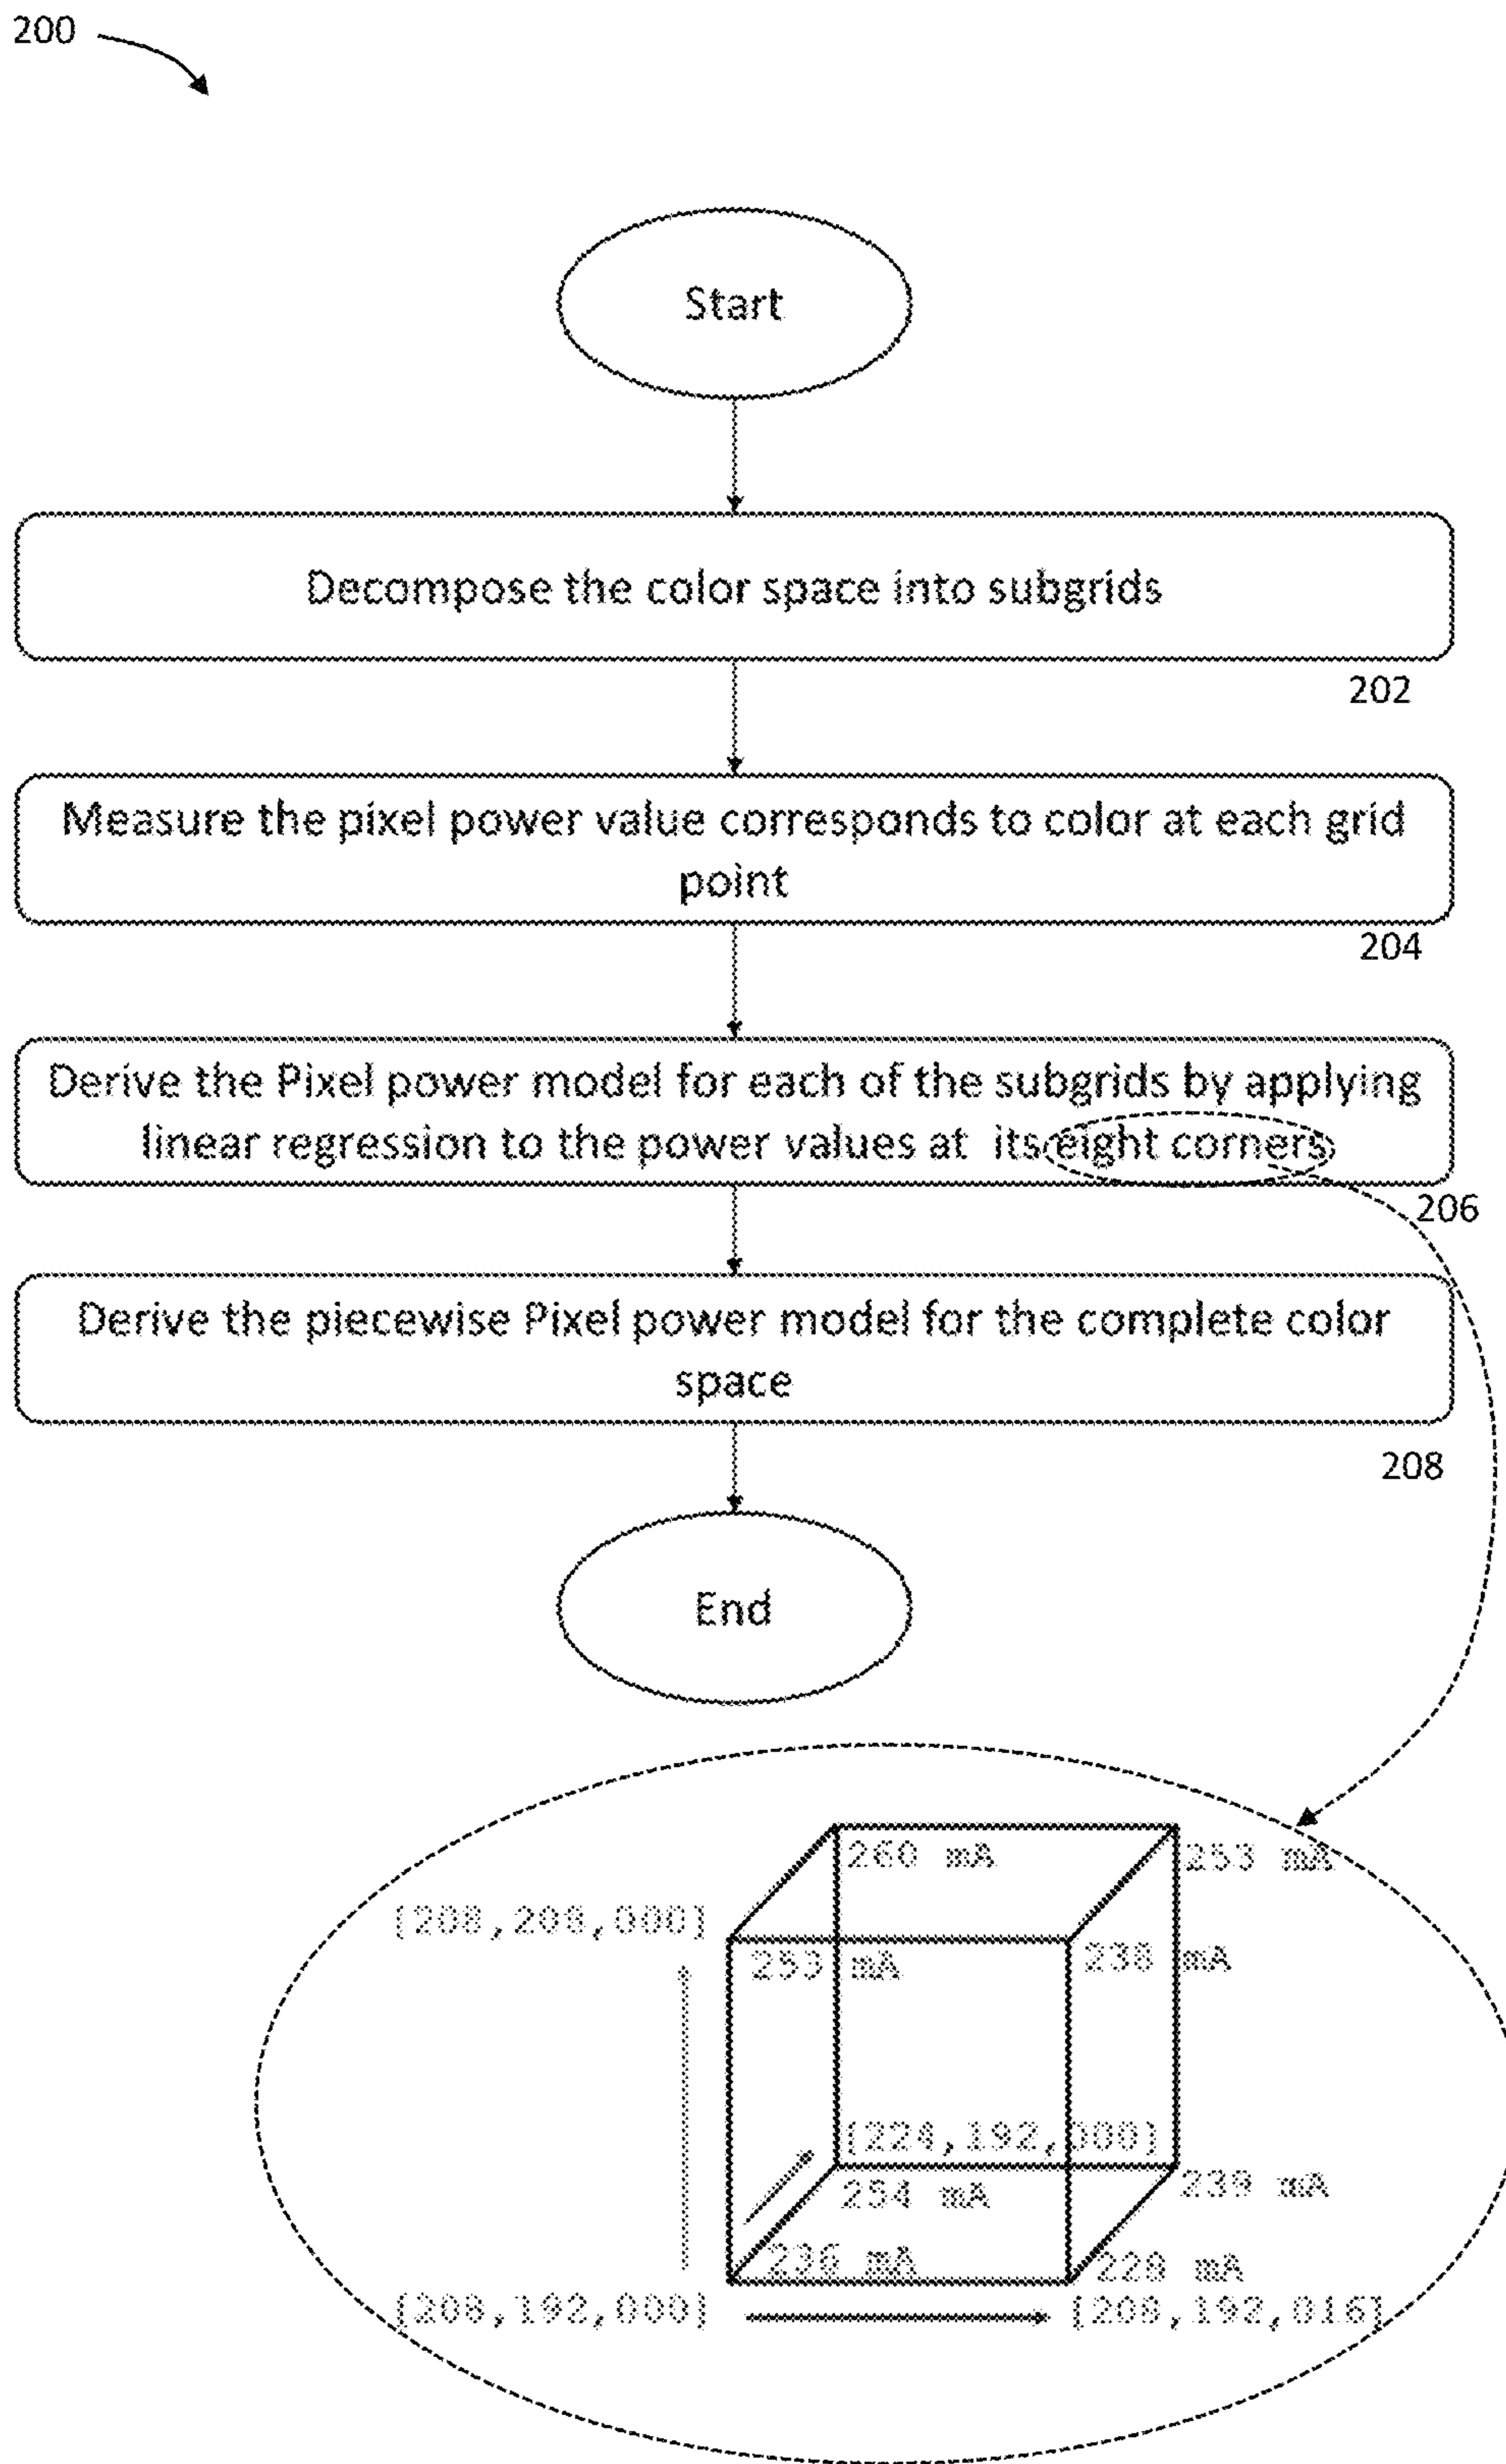 200
Start
Decompose the color space into subgrids
202
Measure the pixel power value corresponds to color at each grid
point
204
Derive the Pixel power model for each of the subgrids by applying
linear regression to the power values at its eight corners
206
Derive the piecewise Pixel power model for the complete color
space
208
End
260 mA
253 mA
[208,208,000]
253 mA
238 mA
[224,192,000]
254 mA
239 mA
236 mA
229 mA
[208,192,000]
[208,192,016]